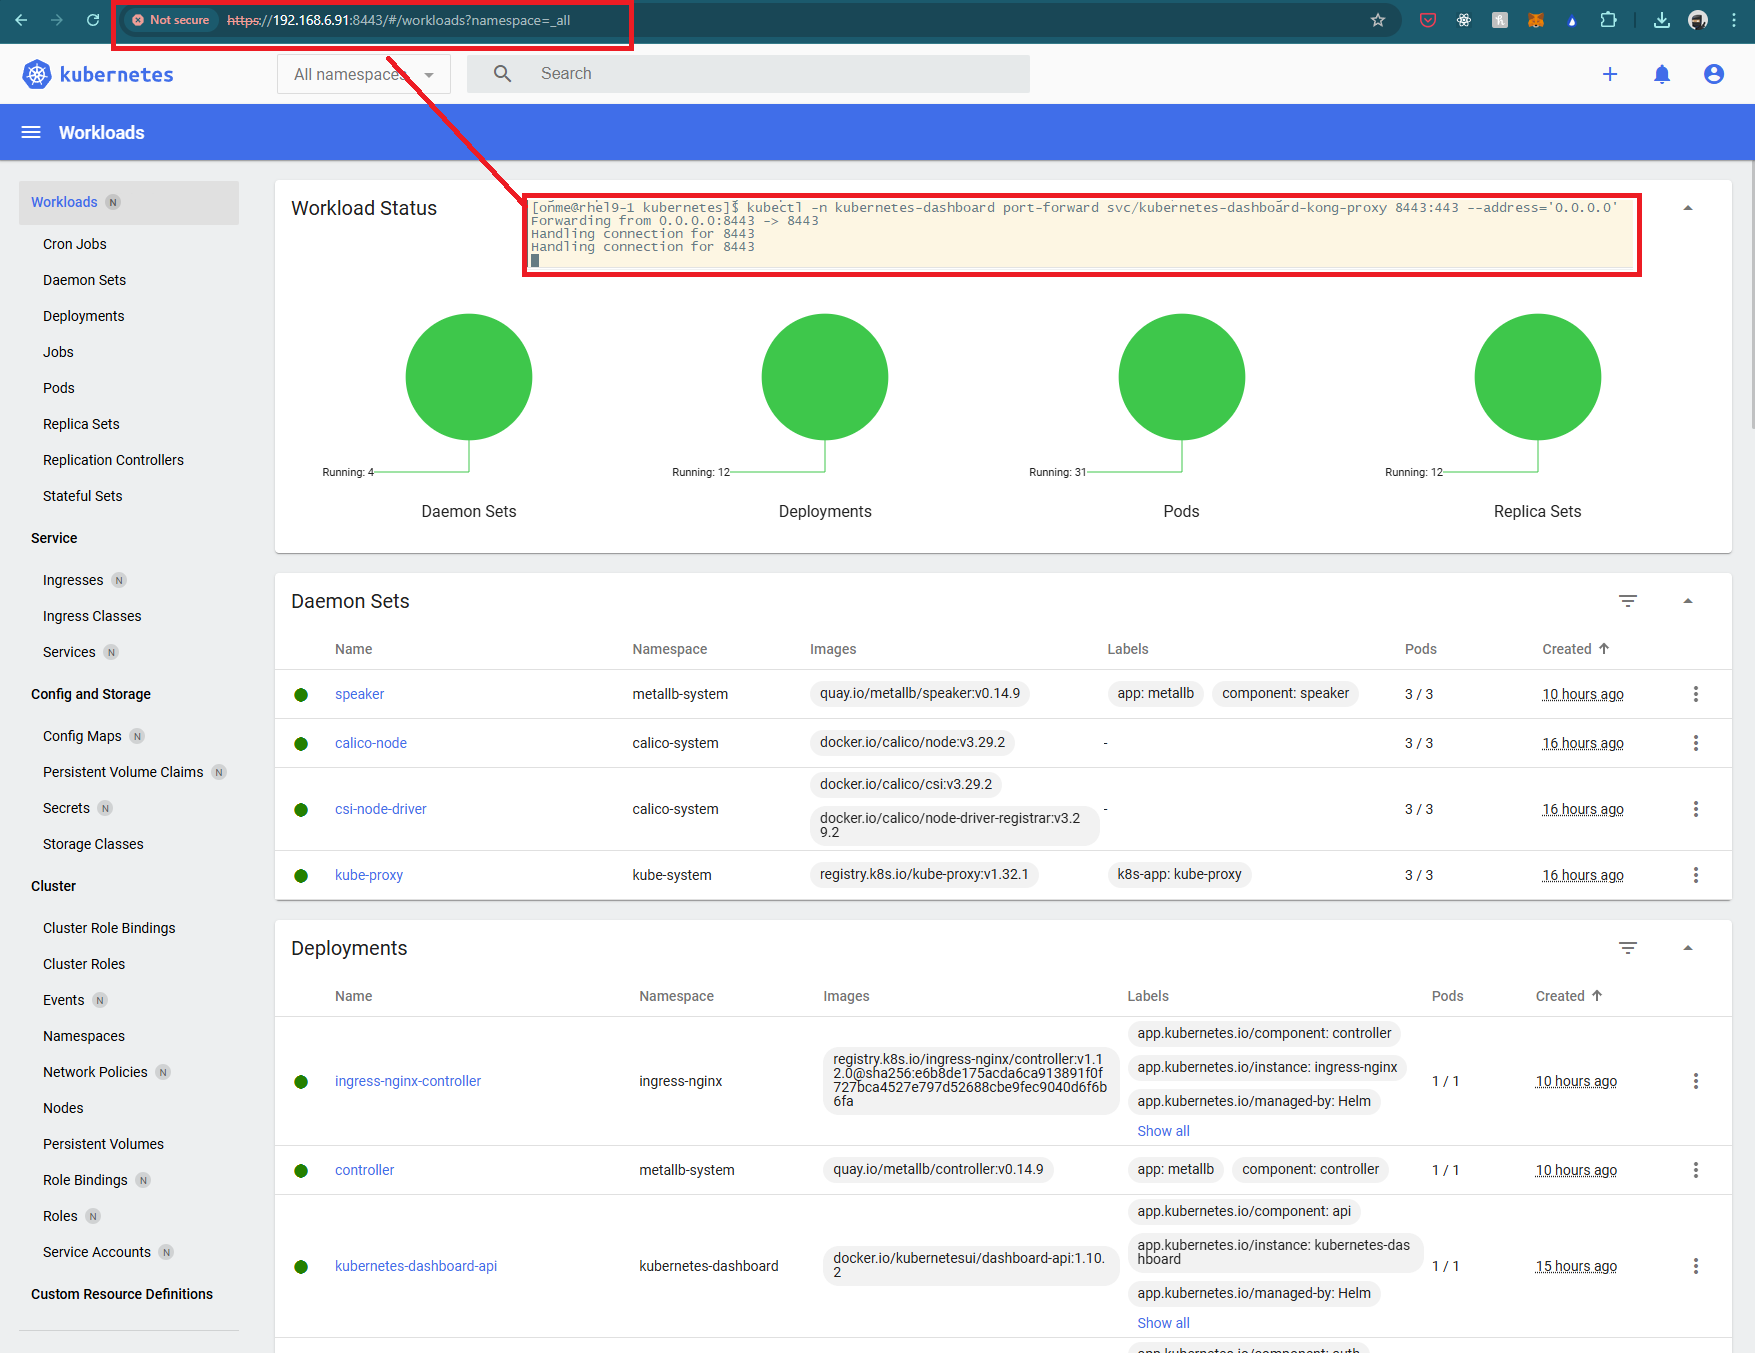 Not secure https://192.168.6.91:8443/#/workloads?namespace=_all
kubernetes
All namespaces
Search
Workloads
Workloads N
Cron Jobs
Daemon Sets
Deployments
Jobs
Pods
Replica Sets
Replication Controllers
Stateful Sets
Service
Ingresses N
Ingress Classes
Services N
Config and Storage
Config Maps N
Persistent Volume Claims N
Secrets N
Storage Classes
Cluster
Cluster Role Bindings
Cluster Roles
Events N
Namespaces
Network Policies N
Nodes
Persistent Volumes
Role Bindings N
Roles N
Service Accounts N
Custom Resource Definitions
Workload Status
[onme@rhel9-1 kubernetes]$ kubectl -n kubernetes-dashboard port-forward svc/kubernetes-dashboard-kong-proxy 8443:443 --address='0.0.0.0'
Forwarding from 0.0.0.0:8443 -> 8443
Handling connection for 8443
Handling connection for 8443
Running: 4
Running: 12
Running: 31
Running: 12
Daemon Sets
Deployments
Pods
Replica Sets
Daemon Sets
Name Namespace Images Labels Pods Created
speaker metallb-system quay.io/metallb/speaker:v0.14.9 app: metallb component: speaker 3 / 3 10 hours ago
calico-node calico-system docker.io/calico/node:v3.29.2 - 3 / 3 16 hours ago
docker.io/calico/csi:v3.29.2
csi-node-driver calico-system - 3 / 3 16 hours ago
docker.io/calico/node-driver-registrar:v3.2
9.2
kube-proxy kube-system registry.k8s.io/kube-proxy:v1.32.1 k8s-app: kube-proxy 3 / 3 16 hours ago
Deployments
Name Namespace Images Labels Pods Created
ingress-nginx-controller ingress-nginx
registry.k8s.io/ingress-nginx/controller:v1.1
2.0@sha256:e6b8de175acda6ca913891f0f
727bca4527e797d52688cbe9fec9040d6f6b
6fa
app.kubernetes.io/component: controller
app.kubernetes.io/instance: ingress-nginx
app.kubernetes.io/managed-by: Helm
Show all
1 / 1 10 hours ago
controller metallb-system quay.io/metallb/controller:v0.14.9 app: metallb component: controller 1 / 1 10 hours ago
kubernetes-dashboard-api kubernetes-dashboard
docker.io/kubernetesui/dashboard-api:1.10.
2
app.kubernetes.io/component: api
app.kubernetes.io/instance: kubernetes-das
hboard
app.kubernetes.io/managed-by: Helm
Show all
1 / 1 15 hours ago
app.kubernetes.io/component: auth